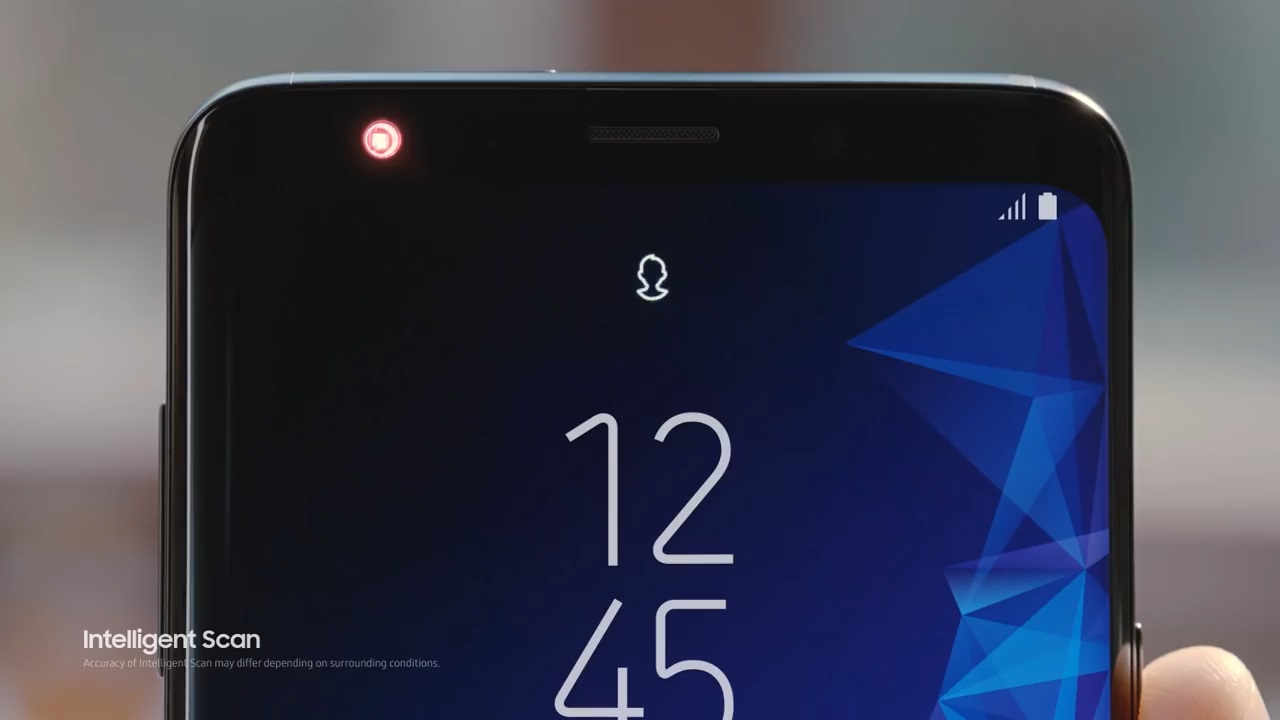 12
45
Intelligent Scan
Accuracy of Intelligent Scan may differ depending on surrounding conditions.